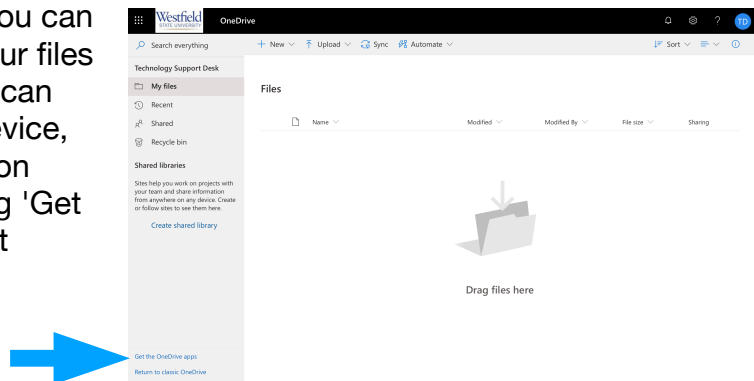 ou can
ur files
can
evice,
on
g 'Get
t
Westfield
STATE UNIVERSITY
OneDrive
?
TD
Search everything
+ New
Upload
Sync
Automate
Sort
Technology Support Desk
My files
Recent
Shared
Recycle bin
Shared libraries
Sites help you work on projects with
your team and share information
from anywhere on any device. Create
or follow sites to see them here.
Create shared library
Get the OneDrive apps
Return to classic OneDrive
Files
Name Modified Modified By File size Sharing
Drag files here